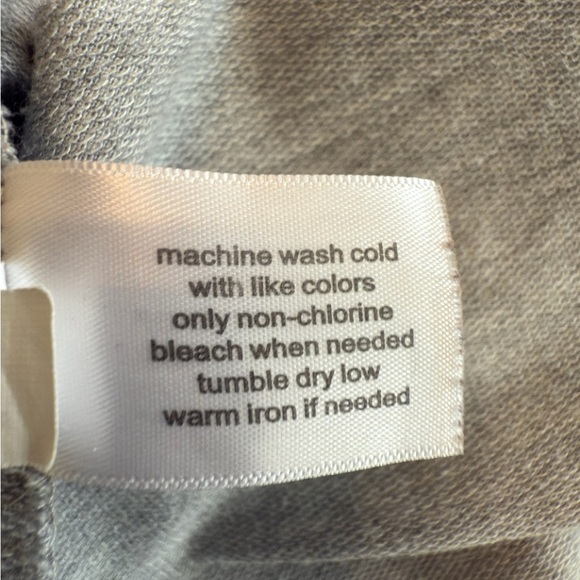 machine wash cold
with like colors
only non-chlorine
bleach when needed
tumble dry low
warm iron if needed